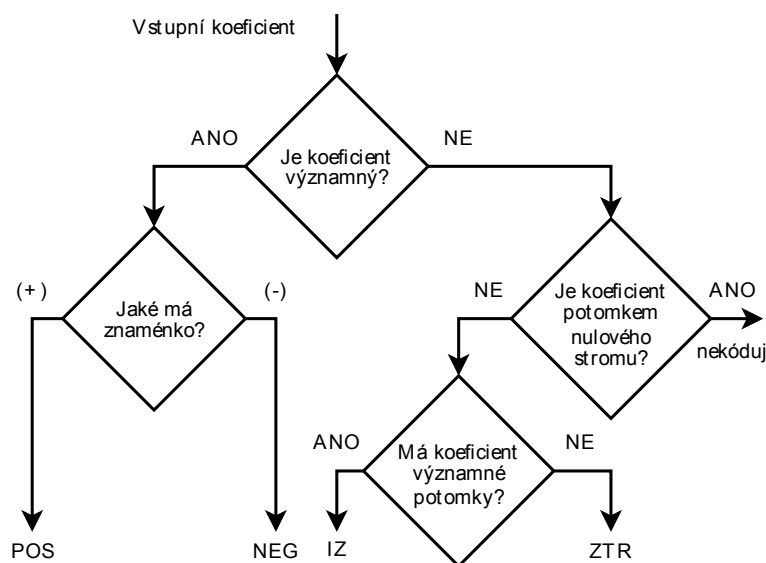 Vstupní koeficient
ANO
NE
Je koeficient
významný?
(+)
(-)
Jaké má
znaménko?
NE
ANO
Je koeficient
potomkem
nulového
stromu?
nekóduj
ANO
NE
Má koeficient
významné
potomky?
POS
NEG
IZ
ZTR